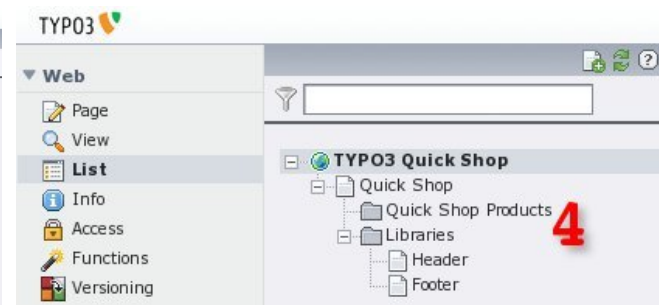 TYPO3
Web
Page
View
List
Info
Access
Functions
Versioning
TYPO3 Quick Shop
Quick Shop
Quick Shop Products
4
Libraries
Header
Footer